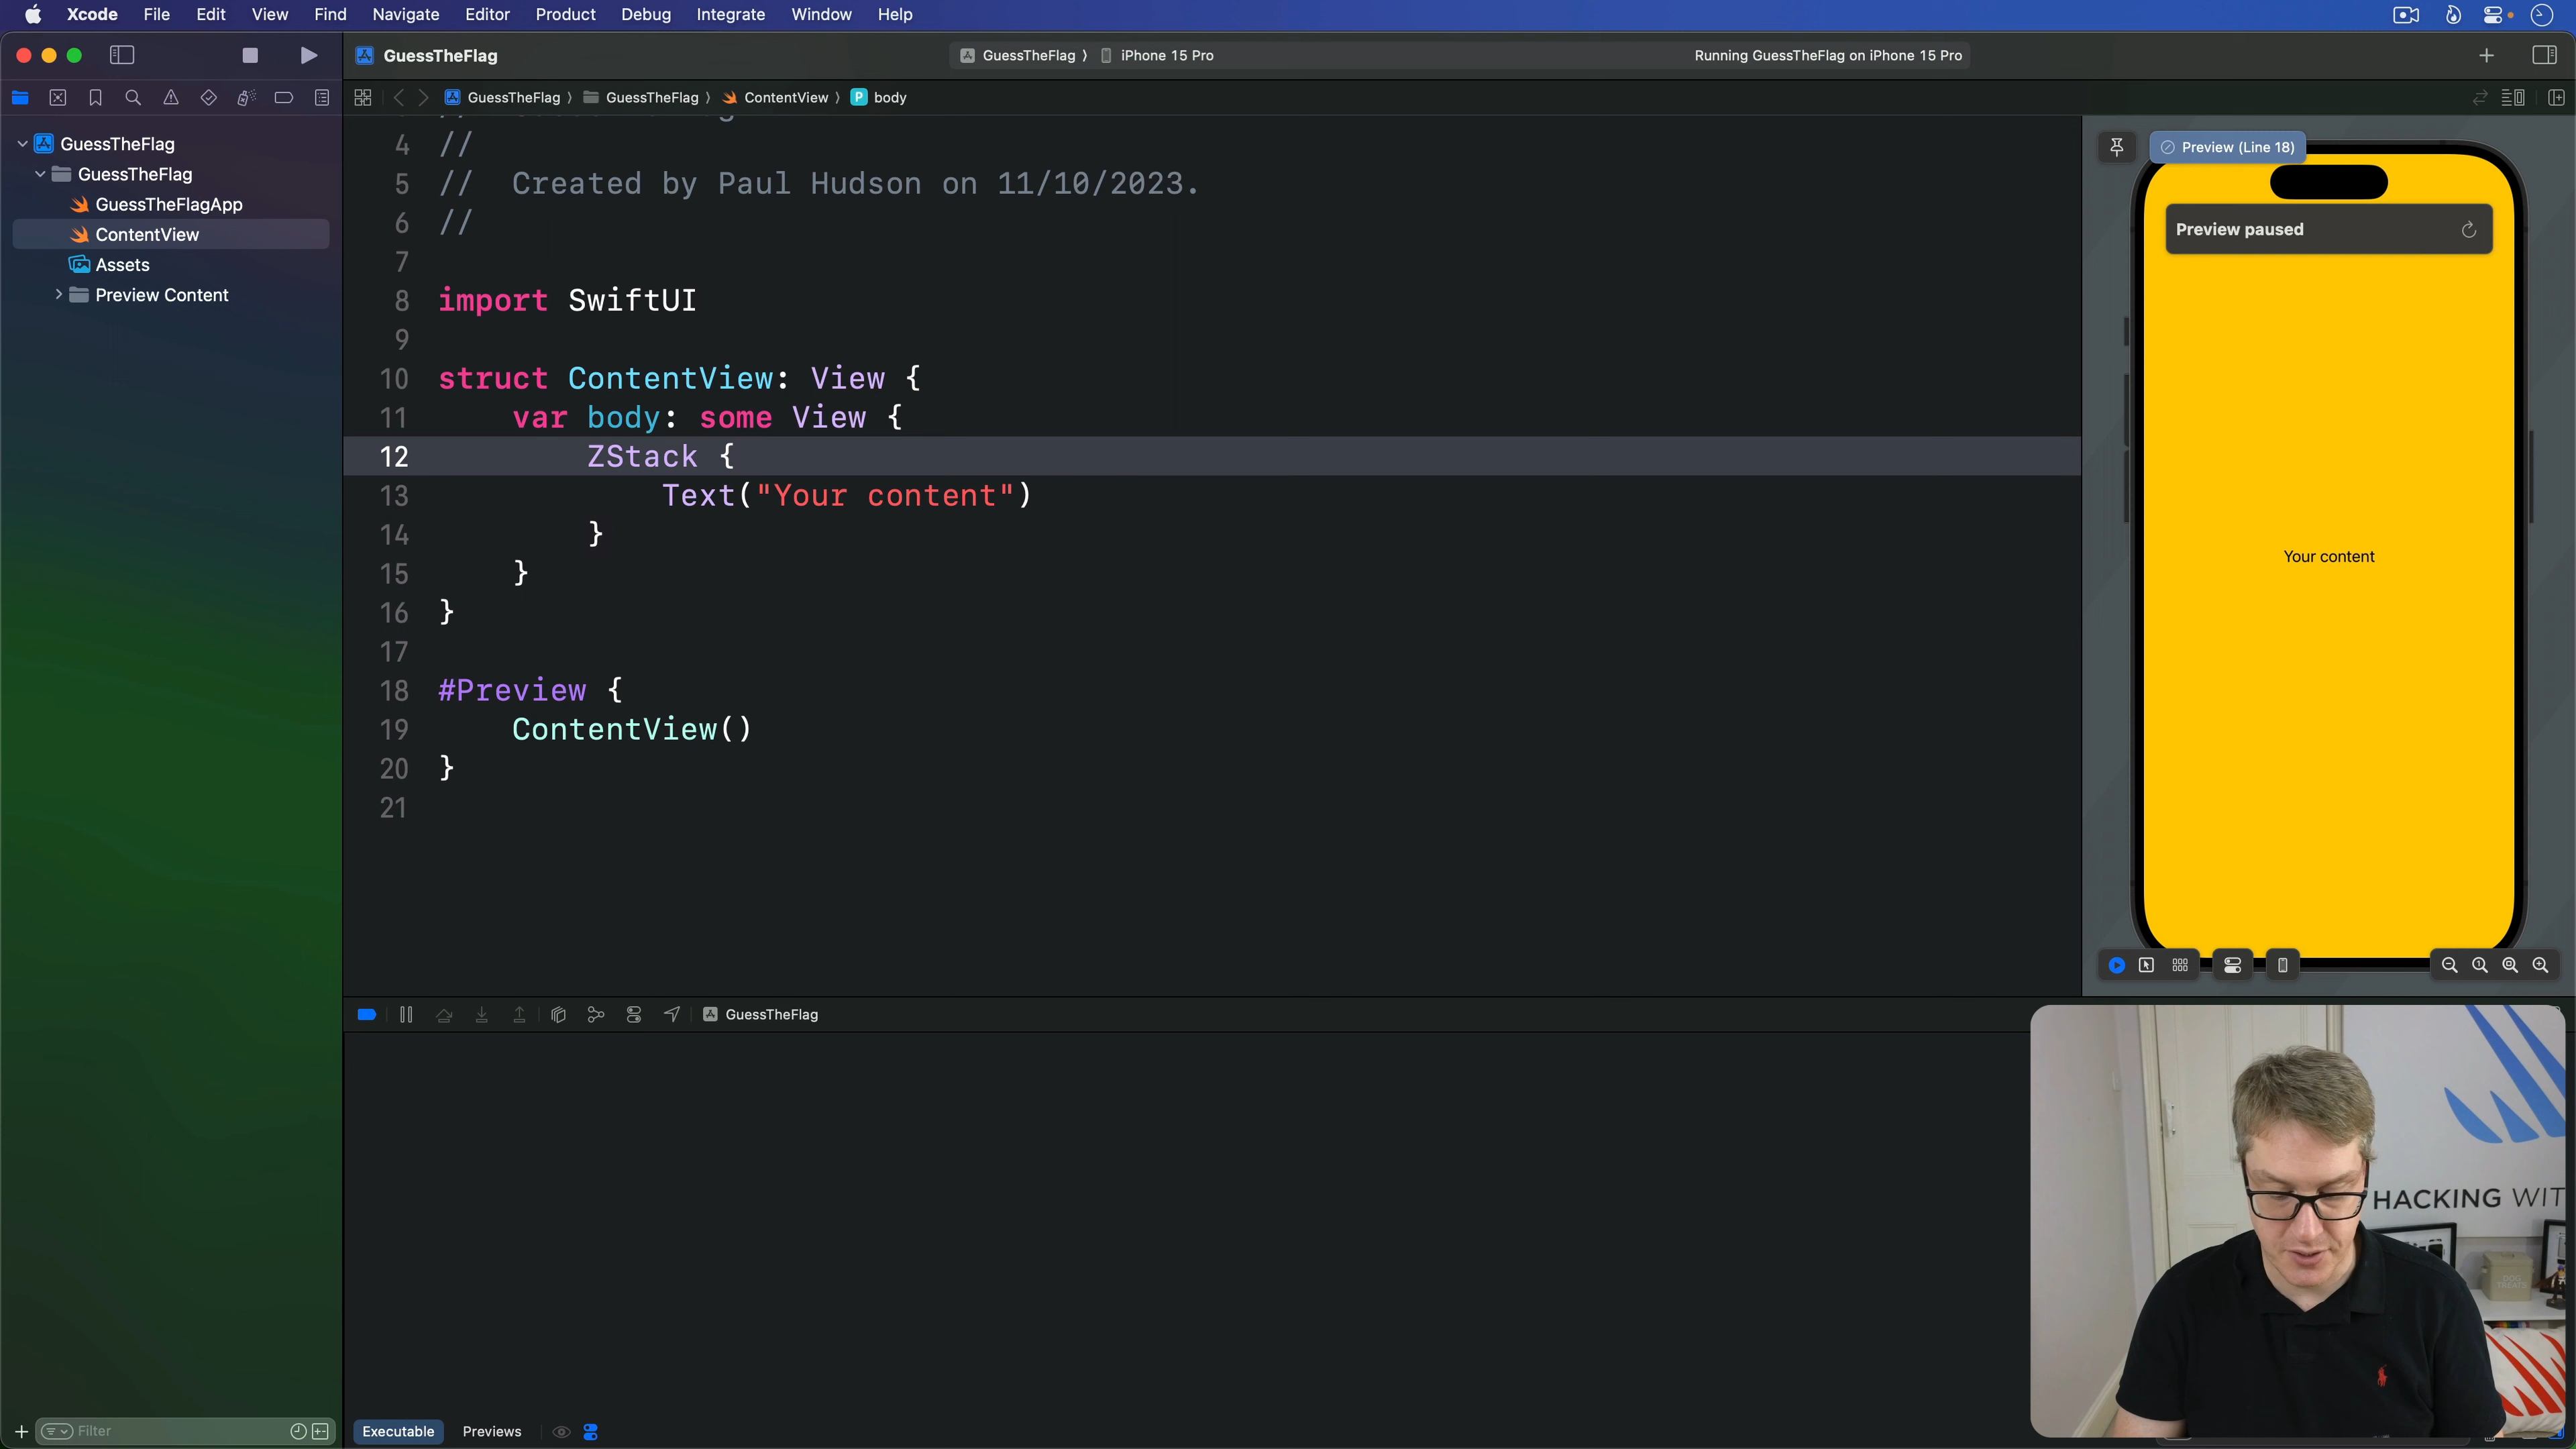 Xcode File Edit View Find Navigate Editor Product Debug Integrate Window Help
GuessTheFlag
GuessTheFlag ⟩ iPhone 15 Pro
Running GuessTheFlag on iPhone 15 Pro
GuessTheFlag ⟩ GuessTheFlag ⟩ ContentView ⟩ P body
GuessTheFlag
GuessTheFlag
GuessTheFlagApp
ContentView
Assets
Preview Content
4 //
5 //  Created by Paul Hudson on 11/10/2023.
6 //
7
8 import SwiftUI
9
10 struct ContentView: View {
11     var body: some View {
12         ZStack {
13             Text("Your content")
14         }
15     }
16 }
17
18 #Preview {
19     ContentView()
20 }
21
Preview (Line 18)
Preview paused
Your content
GuessTheFlag
HACKING WIT
DOG
TREATS
Filter
Executable Previews